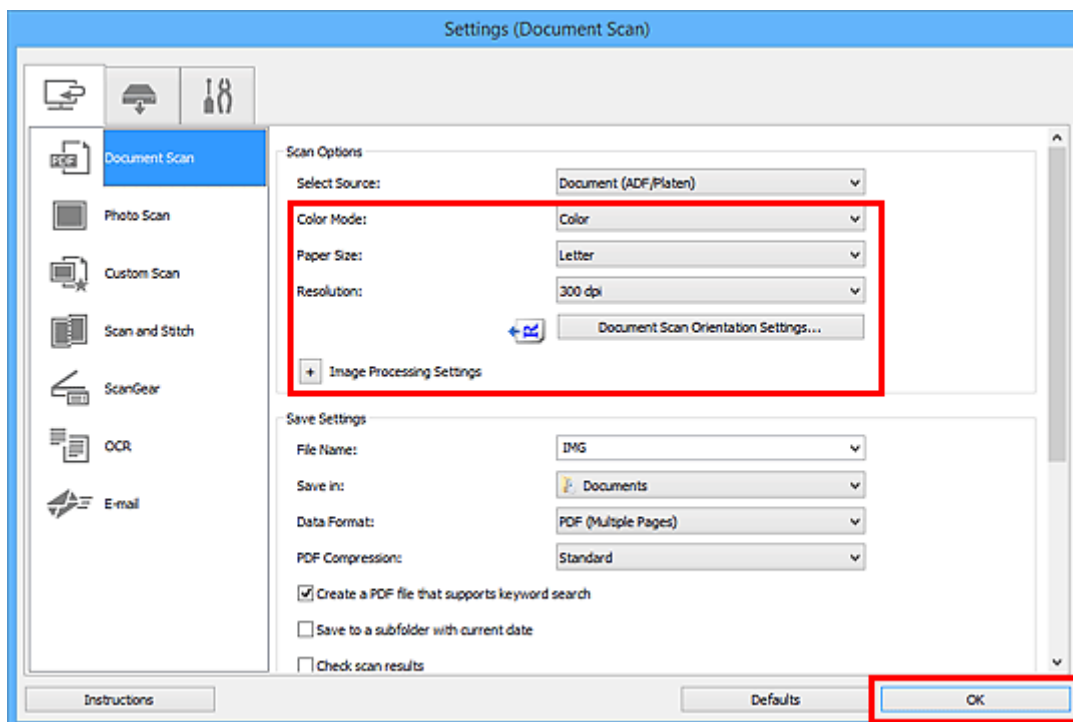 Settings (Document Scan)
PDF
Document Scan
Photo Scan
Custom Scan
Scan and Stitch
ScanGear
OCR
E-mail
Scan Options
Select Source: Document (ADF/Platen)
Color Mode: Color
Paper Size: Letter
Resolution: 300 dpi
R Document Scan Orientation Settings...
+ Image Processing Settings
Save Settings
File Name: IMG
Save in: Documents
Data Format: PDF (Multiple Pages)
PDF Compression: Standard
Create a PDF file that supports keyword search
Save to a subfolder with current date
Check scan results
Instructions Defaults OK